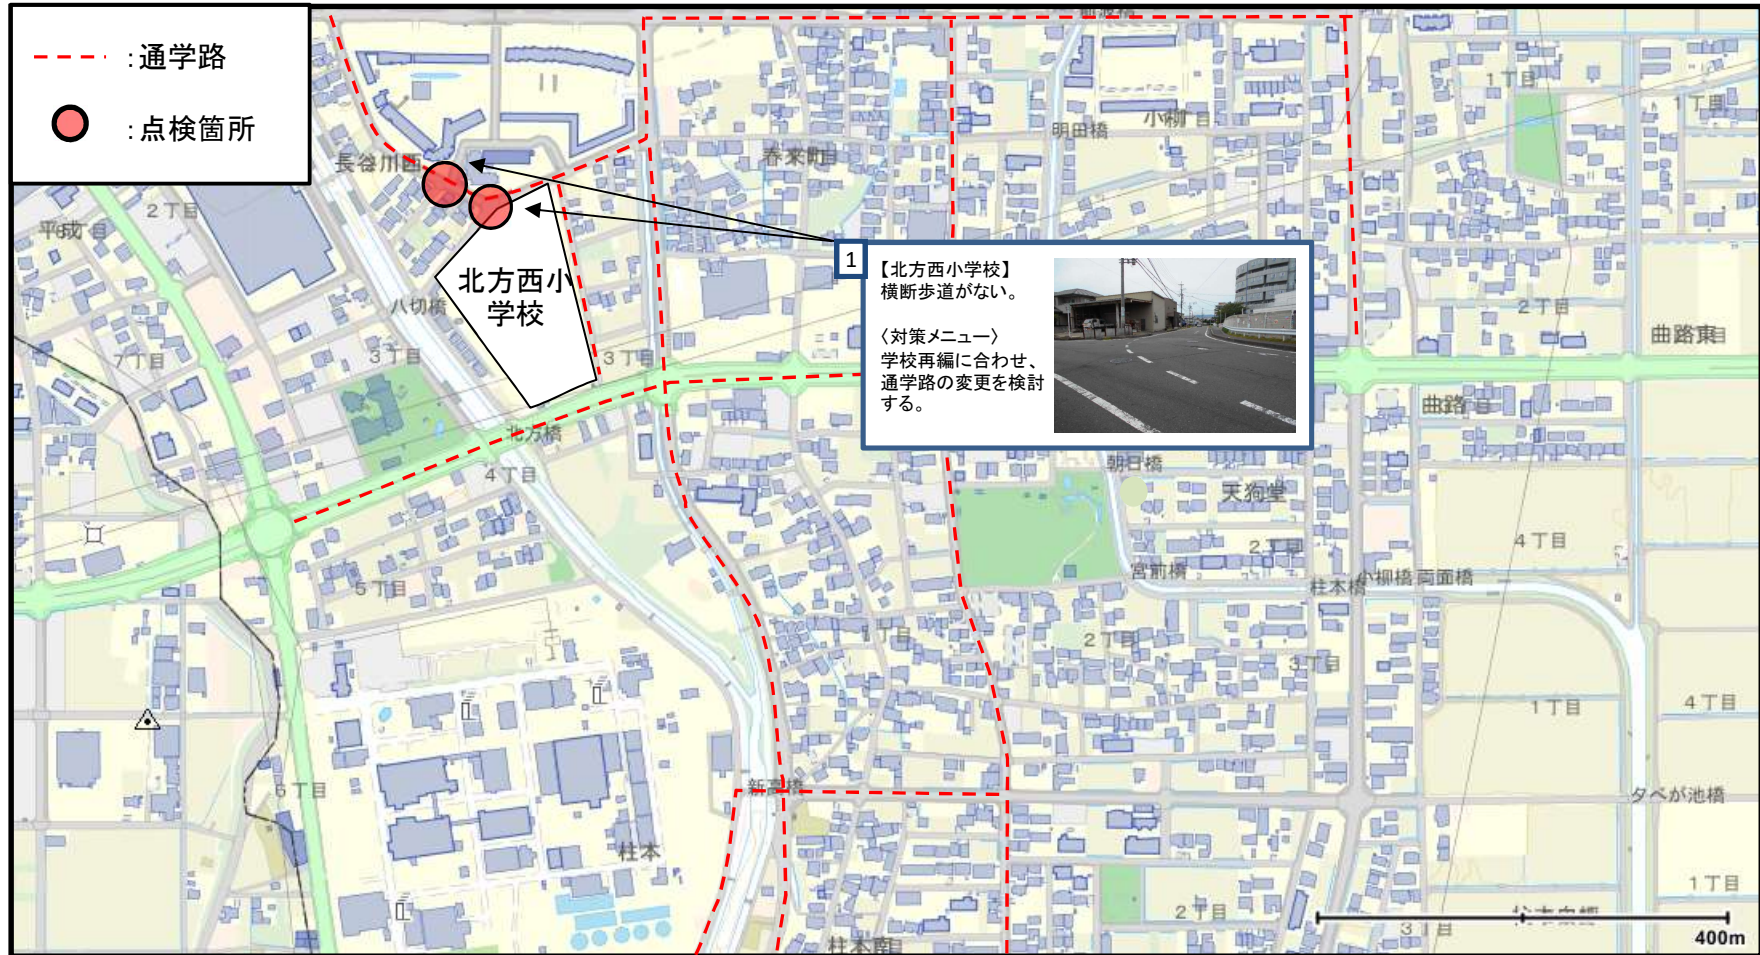 ：通学路
：点検箇所
前波橋
1丁目
1丁目
明田橋
春来町
長谷川西
2丁目
北方西小
学校
八切橋
3丁目
7丁目
3丁目
1
【北方西小学校】
横断歩道がない。
〈対策メニュー〉
学校再編に合わせ、
通学路の変更を検討
する。
2丁目
曲路東
曲路
北方橋
4丁目
朝日橋
天狗堂
2丁目
4丁目
宮前橋
柱本橋
小柳橋
両面橋
5丁目
1丁目
2丁目
3丁目
1丁目
4丁目
6丁目
新高橋
夕べが池橋
柱本
1丁目
2丁目
3丁目
柱本南
400m